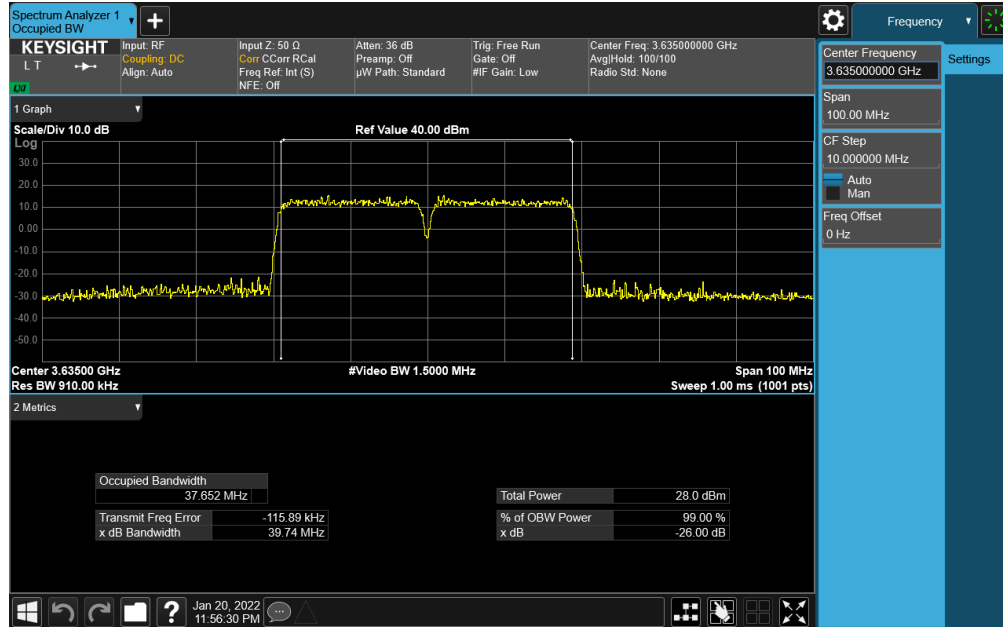 Spectrum Analyzer 1
Occupied BW
Frequency
KEYSIGHT
L T
LXI
Input: RF
Coupling: DC
Align: Auto
Input Z: 50 Ω
Corr CCorr RCal
Freq Ref: Int (S)
NFE: Off
Atten: 36 dB
Preamp: Off
µW Path: Standard
Trig: Free Run
Gate: Off
#IF Gain: Low
Center Freq: 3.635000000 GHz
Avg|Hold: 100/100
Radio Std: None
Center Frequency
3.635000000 GHz
Settings
Span
100.00 MHz
CF Step
10.000000 MHz
Auto
Man
Freq Offset
0 Hz
1 Graph
Scale/Div 10.0 dB
Ref Value 40.00 dBm
Log
30.0
20.0
10.0
0.00
-10.0
-20.0
-30.0
-40.0
-50.0
Center 3.63500 GHz
#Video BW 1.5000 MHz
Span 100 MHz
Res BW 910.00 kHz
Sweep 1.00 ms (1001 pts)
2 Metrics
Occupied Bandwidth
37.652 MHz
Total Power 28.0 dBm
Transmit Freq Error -115.89 kHz
% of OBW Power 99.00 %
x dB Bandwidth 39.74 MHz
x dB -26.00 dB
Jan 20, 2022
11:56:30 PM